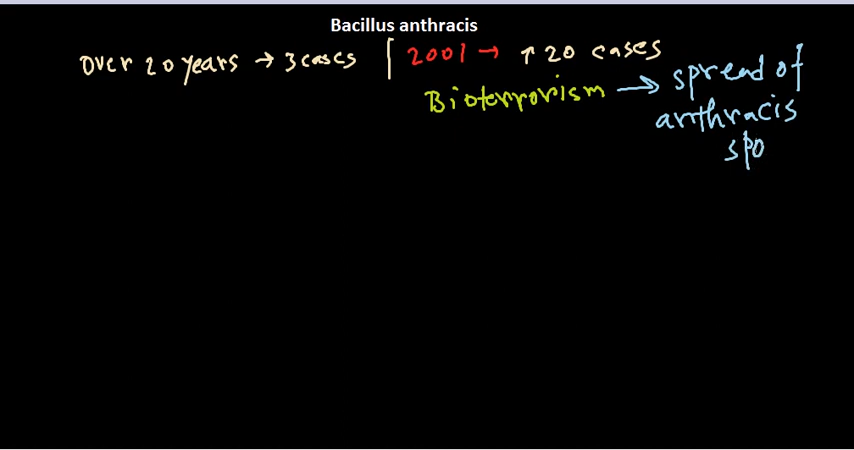 Bacillus anthracis
Over 20 years → 3 cases | 2001 → ↑ 20 cases
Bioterrorism → spread of
anthracis
spo